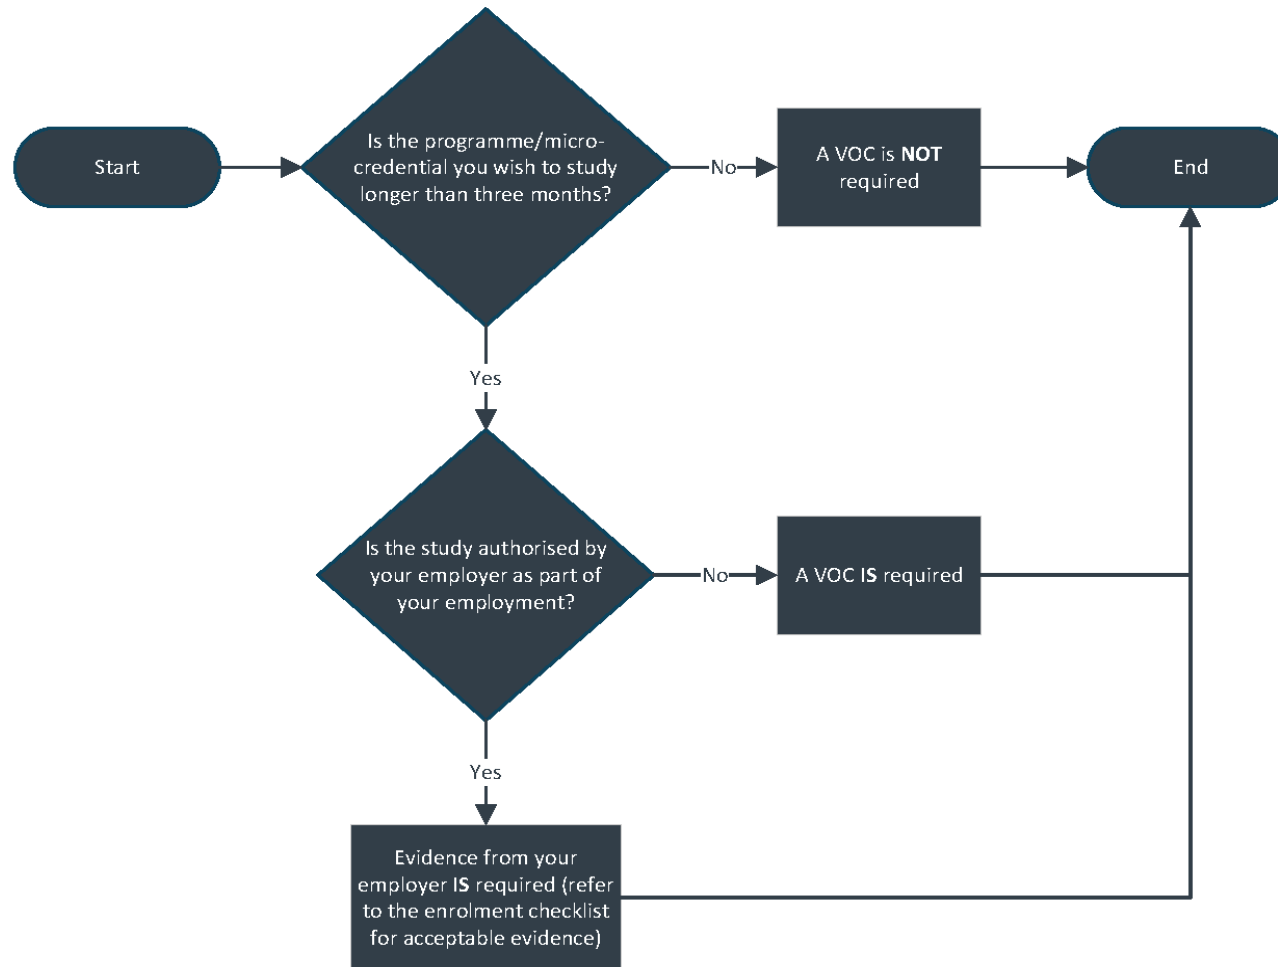 Start
Is the programme/micro-
credential you wish to study
longer than three months?
No
A VOC is NOT
required
End
Yes
Is the study authorised by
your employer as part of
your employment?
No
A VOC IS required
Yes
Evidence from your
employer IS required (refer
to the enrolment checklist
for acceptable evidence)